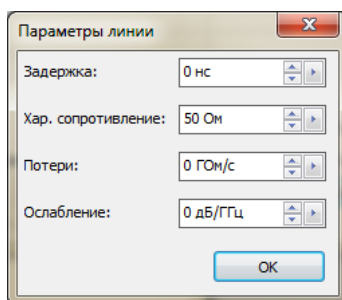 Параметры линии
Задержка: 0 нс
Хар. сопротивление: 50 Ом
Потери: 0 ГОм/с
Ослабление: 0 дБ/ГГц
OK